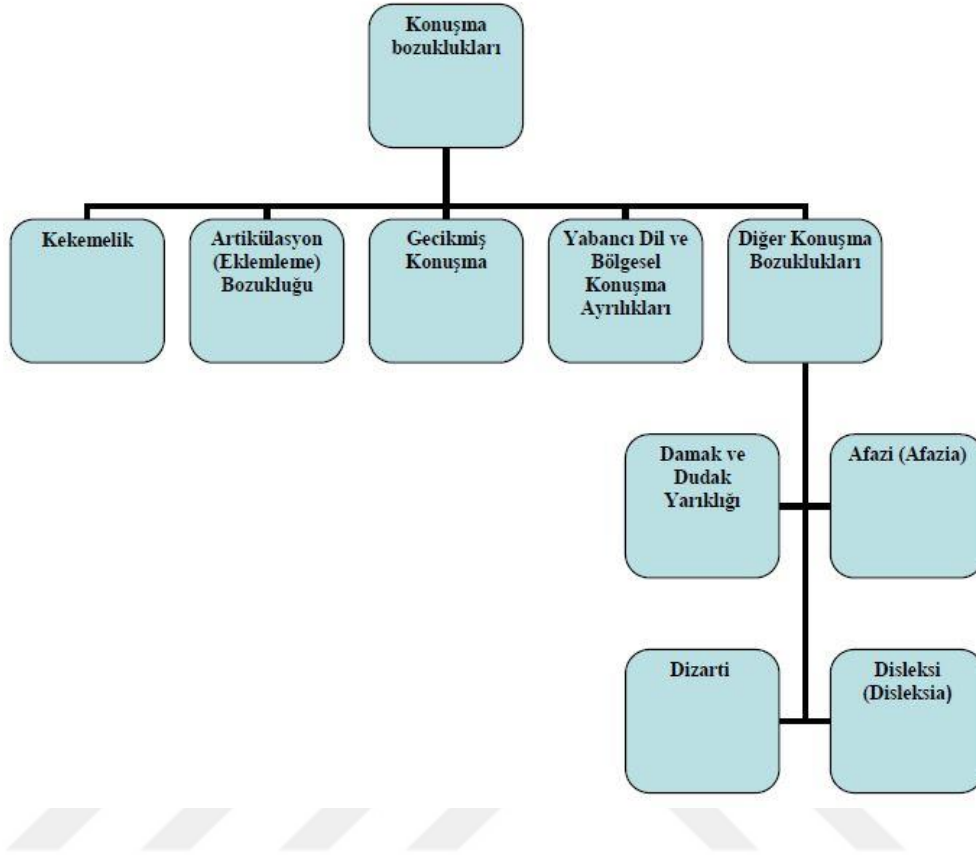 Konuşma
bozuklukları
Kekemelik
Artikülasyon
(Eklemleme)
Bozukluğu
Gecikmiş
Konuşma
Yabancı Dil ve
Bölgesel
Konuşma
Ayrılıkları
Diğer Konuşma
Bozuklukları
Damak ve
Dudak
Yarıklığı
Afazi (Afazia)
Dizarti
Disleksi
(Disleksia)